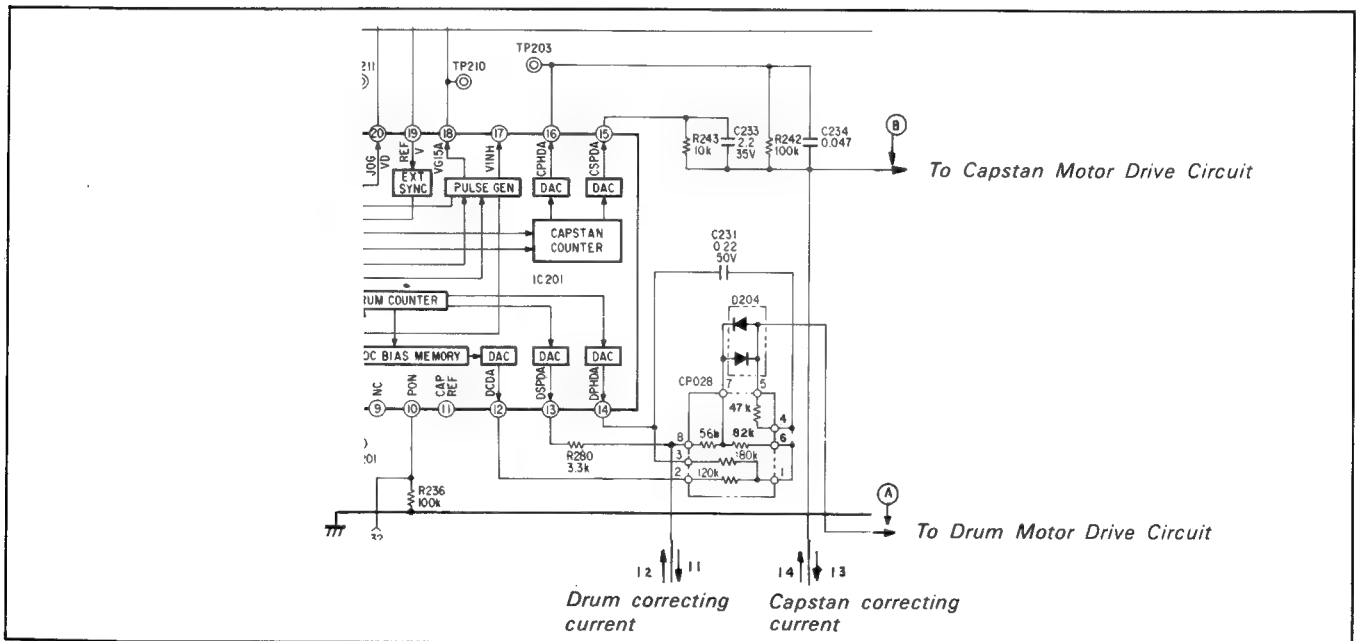 TP203
211
TP210
20
19
18
17
16
15
JOG VD
REF V
VG15A
VINH
CPHDA
CSPDA
R243
10k
C233
2.2
35V
R242
100k
C234
0.047
B
To Capstan Motor Drive Circuit
EXT SYNC
PULSE GEN
DAC
DAC
CAPSTAN COUNTER
IC201
C231
0.22
50V
RUM COUNTER
D204
OC BIAS MEMORY
DAC
DAC
DAC
NC
PON
CAP REF
DCDA
DSPDA
DPHDA
CP028
7
5
47k
4
9
10
11
12
13
14
8
56k
82k
6
R280
3.3k
3
2
120k
1
201
R236
100k
A
To Drum Motor Drive Circuit
32
I2
I1
I4
I3
Drum correcting current
Capstan correcting current